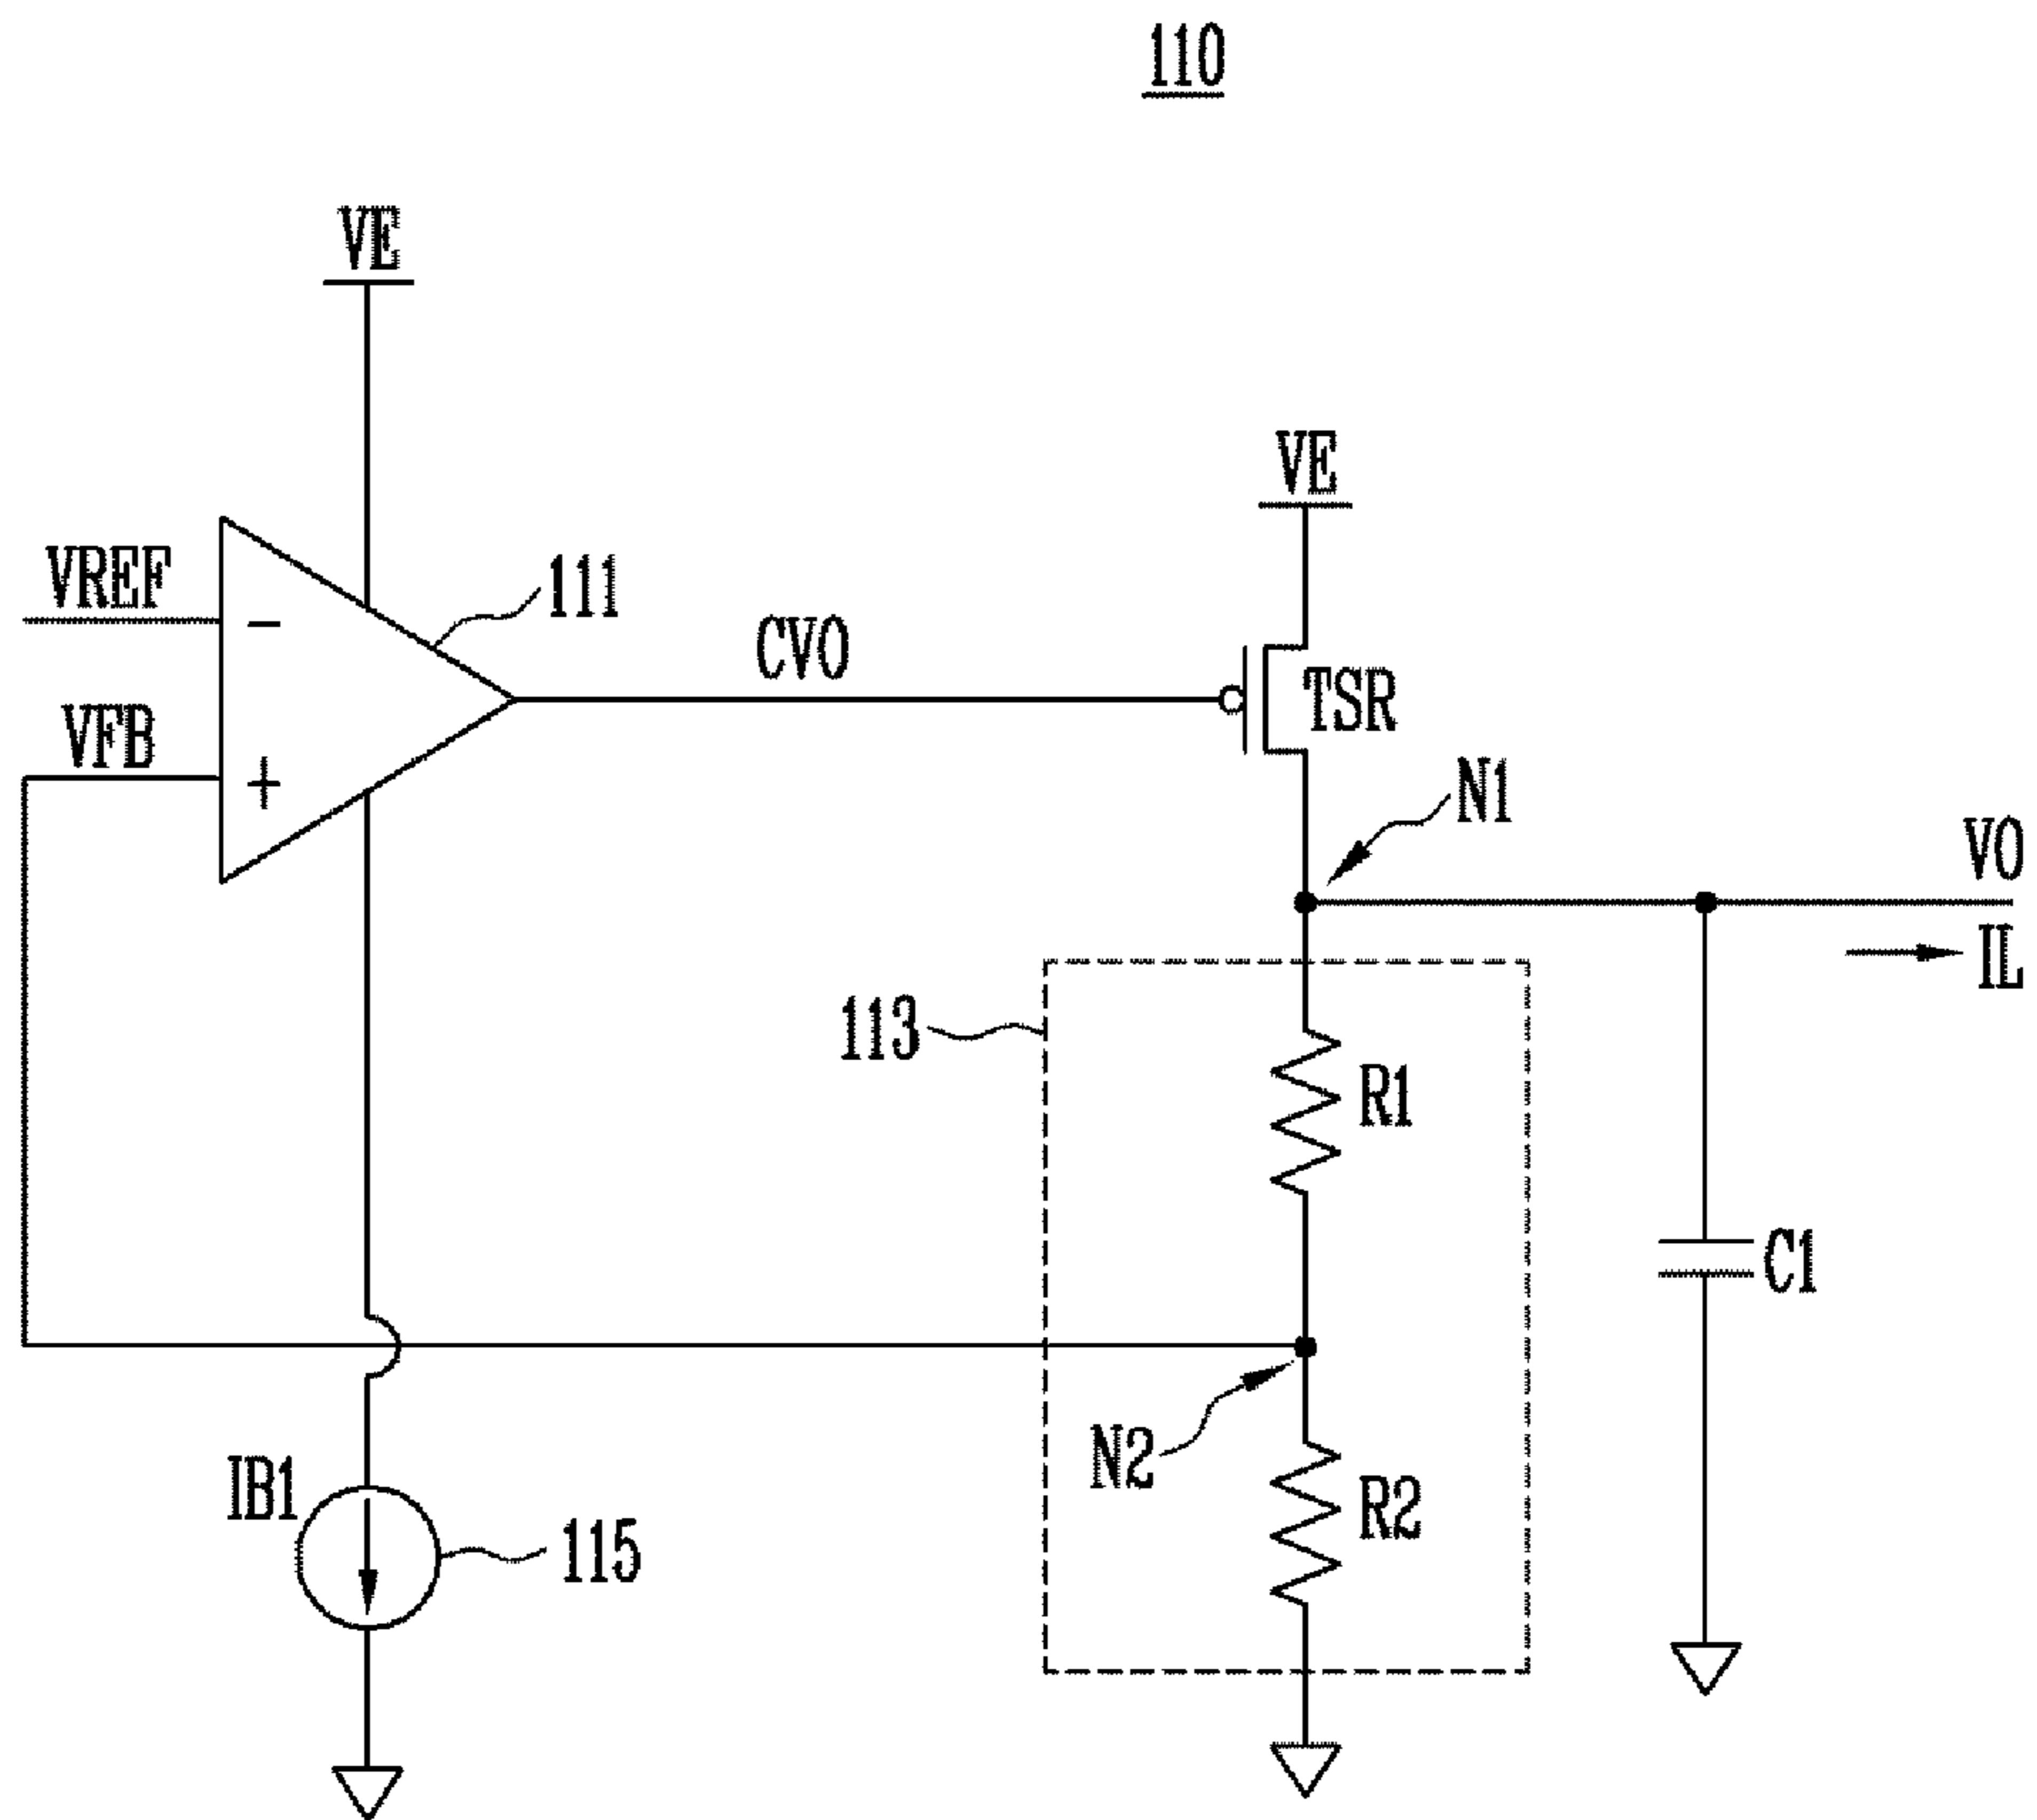 110
VE
VE
VREF
-
111
CVO
TSR
VFB
+
N1
VO
IL
113
R1
C1
N2
IB1
R2
115